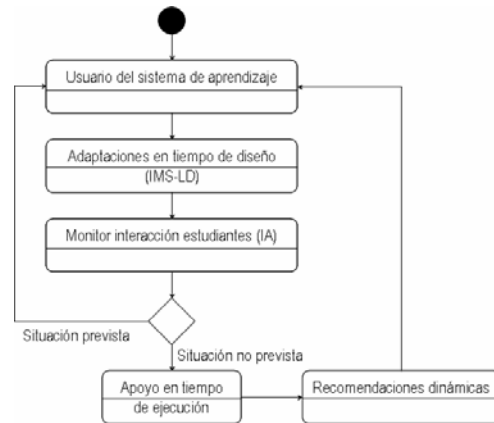 Usuario del sistema de aprendizaje
Adaptaciones en tiempo de diseño
(IMS-LD)
Monitor interacción estudiantes (IA)
Situación prevista
Situación no prevista
Apoyo en tiempo
de ejecución
Recomendaciones dinámicas